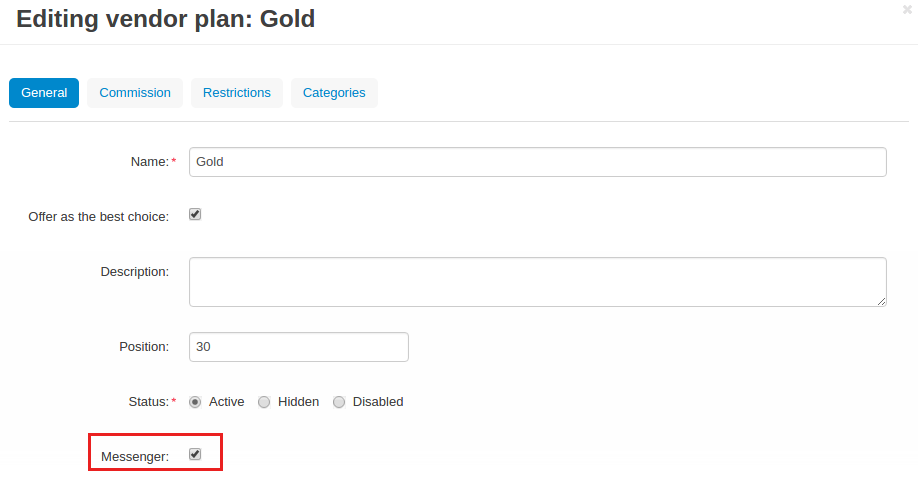 Editing vendor plan: Gold
General Commission Restrictions Categories
Name:* Gold
Offer as the best choice:
Description:
Position: 30
Status:* Active Hidden Disabled
Messenger: